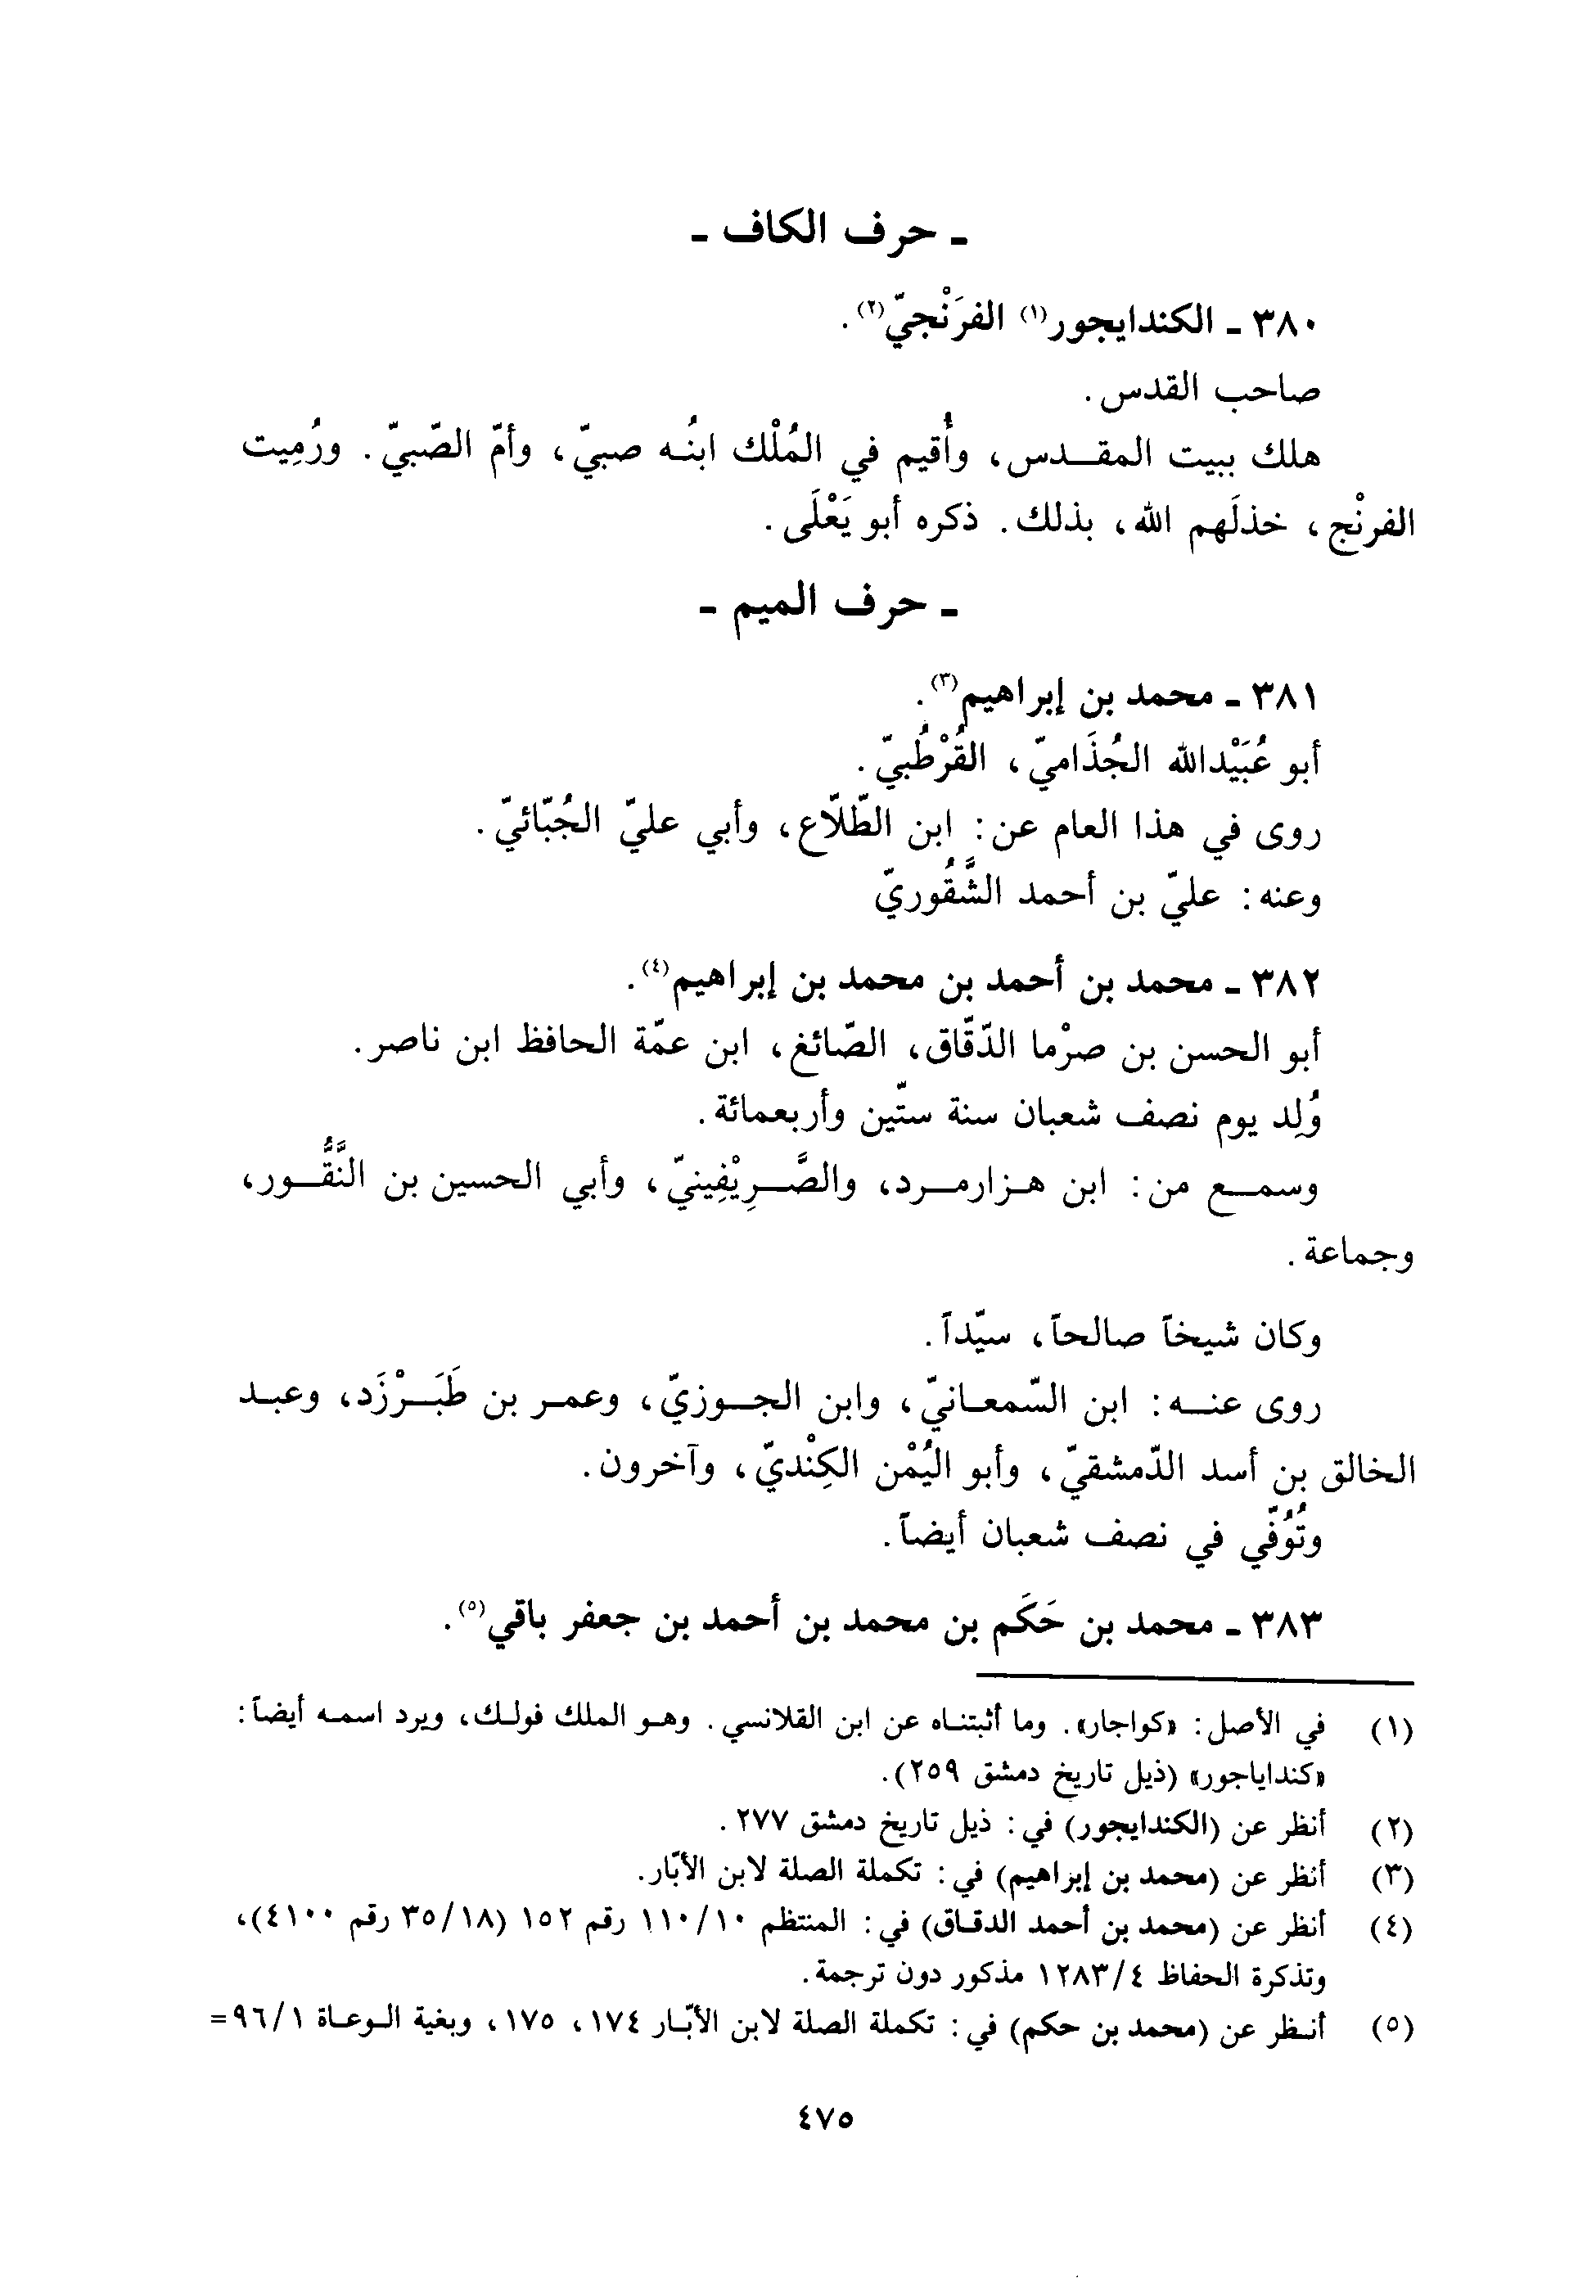 ـ حرف الكاف ـ
٣٨٠ ـ الكندايجور(١) الفرَنْجيّ(٢).
صاحب القدس.
هلك ببيت المقدس، وأُقيم في المُلْك ابنُه صبيّ، وأمّ الصّبيّ. ورُمِيت
الفرنْج، خذلَهم الله، بذلك. ذكره أبو يَعْلَى.
ـ حرف الميم ـ
٣٨١ ـ محمد بن إبراهيم(٣).
أبو عُبَيْدالله الجُذَاميّ، القُرْطُبيّ.
روى في هذا العام عن: ابن الطّلّاع، وأبي عليّ الجُبّائيّ.
وعنه: عليّ بن أحمد الشَّقُوريّ
٣٨٢ ـ محمد بن أحمد بن محمد بن إبراهيم(٤).
أبو الحسن بن صرْما الدّقّاق، الصّائغ، ابن عمّة الحافظ ابن ناصر.
وُلِد يوم نصف شعبان سنة ستّين وأربعمائة.
وسمع من: ابن هزارمرد، والصَّرِيْفِينيّ، وأبي الحسين بن النَّقُّور،
وجماعة.
وكان شيخاً صالحاً، سيّداً.
روى عنه: ابن السّمعانيّ، وابن الجوزيّ، وعمر بن طَبَرْزَد، وعبد
الخالق بن أسد الدّمشقيّ، وأبو اليُمْن الكِنْديّ، وآخرون.
وتُوُفّي في نصف شعبان أيضاً.
٣٨٣ ـ محمد بن حَكَم بن محمد بن أحمد بن جعفر باقي(٥).
(١) في الأصل: «كواجار». وما أثبتناه عن ابن القلانسي. وهو الملك فولك، ويرد اسمه أيضاً:
«كنداياجور» (ذيل تاريخ دمشق ٢٥٩).
(٢) أنظر عن (الكندايجور) في: ذيل تاريخ دمشق ٢٧٧.
(٣) أنظر عن (محمد بن إبراهيم) في: تكملة الصلة لابن الأبّار.
(٤) أنظر عن (محمد بن أحمد الدقاق) في: المنتظم ١١٠/١٠ رقم ١٥٢ (٣٥/١٨ رقم ٤١٠٠)،
وتذكرة الحفاظ ١٢٨٣/٤ مذكور دون ترجمة.
(٥) أنظر عن (محمد بن حكم) في: تكملة الصلة لابن الأبّار ١٧٤، ١٧٥، وبغية الوعاة ٩٦/١=
٤٧٥